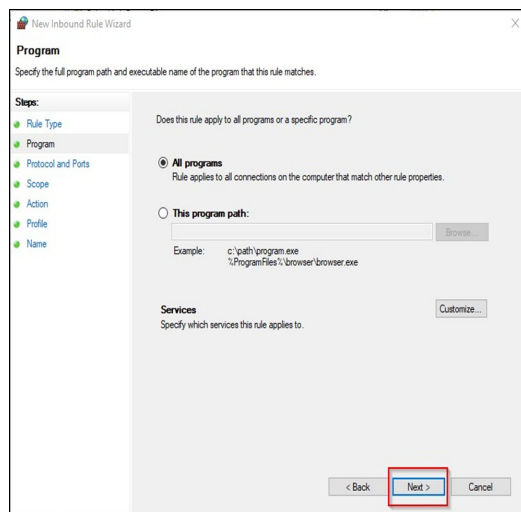 New Inbound Rule Wizard
Program
Specify the full program path and executable name of the program that this rule matches.
Steps:
Rule Type
Program
Protocol and Ports
Scope
Action
Profile
Name
Does this rule apply to all programs or a specific program?
All programs
Rule applies to all connections on the computer that match other rule properties.
This program path:
Browse...
Example: c:\path\program.exe
%ProgramFiles%\browser\browser.exe
Services
Customize...
Specify which services this rule applies to.
< Back Next > Cancel